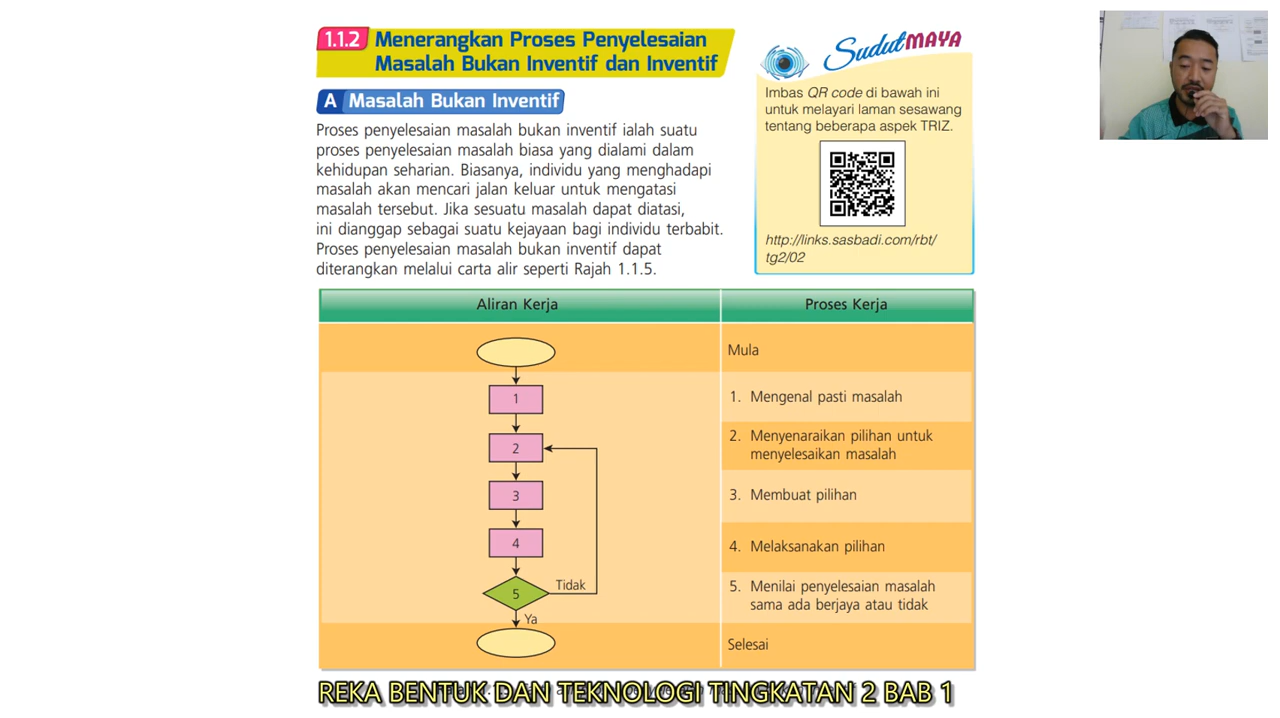 1.1.2 Menerangkan Proses Penyelesaian
Masalah Bukan Inventif dan Inventif
A Masalah Bukan Inventif
Proses penyelesaian masalah bukan inventif ialah suatu
proses penyelesaian masalah biasa yang dialami dalam
kehidupan seharian. Biasanya, individu yang menghadapi
masalah akan mencari jalan keluar untuk mengatasi
masalah tersebut. Jika sesuatu masalah dapat diatasi,
ini dianggap sebagai suatu kejayaan bagi individu terbabit.
Proses penyelesaian masalah bukan inventif dapat
diterangkan melalui carta alir seperti Rajah 1.1.5.
SudutMAYA
Imbas QR code di bawah ini
untuk melayari laman sesawang
tentang beberapa aspek TRIZ.
http://links.sasbadi.com/rbt/
tg2/02
Aliran Kerja
Proses Kerja
Mula
1
1. Mengenal pasti masalah
2
2. Menyenaraikan pilihan untuk
menyelesaikan masalah
3
3. Membuat pilihan
4
4. Melaksanakan pilihan
5
Tidak
Ya
5. Menilai penyelesaian masalah
sama ada berjaya atau tidak
Selesai
REKA BENTUK DAN TEKNOLOGI TINGKATAN 2 BAB 1